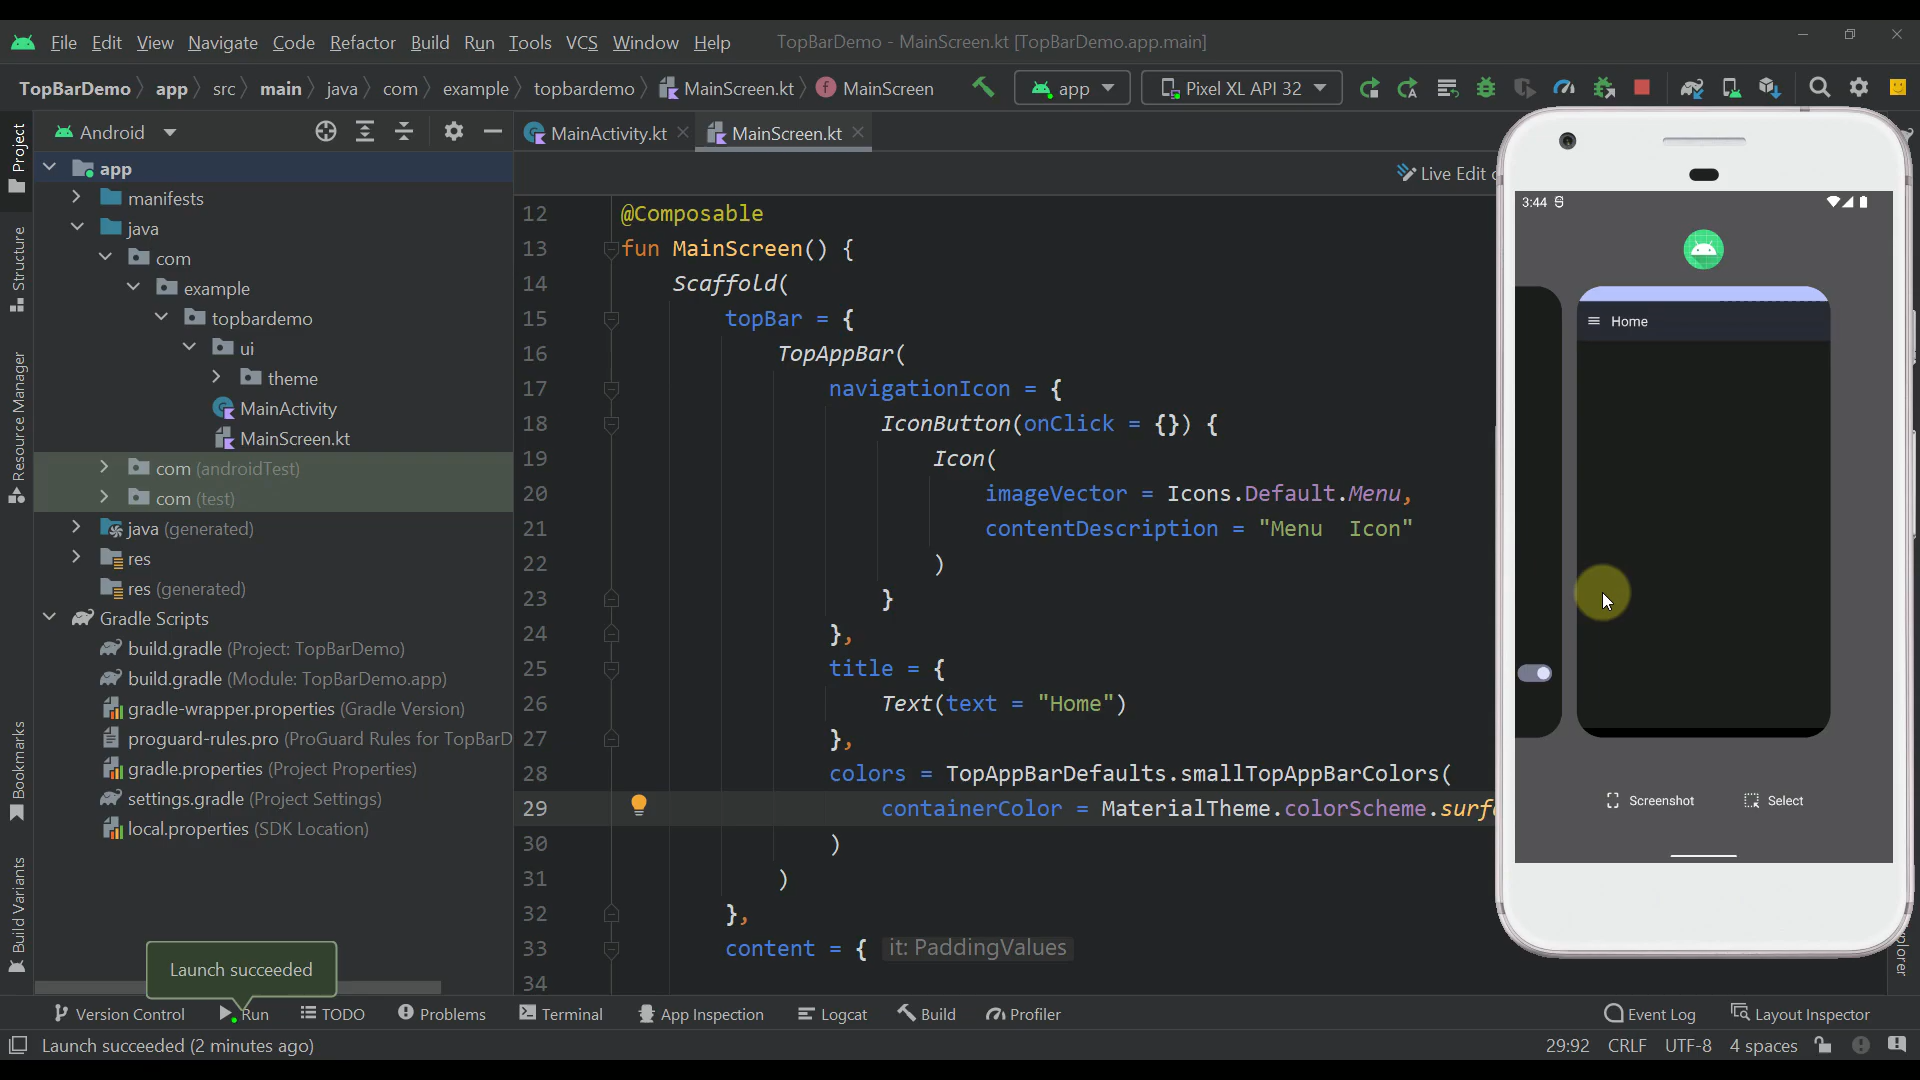 File Edit View Navigate Code Refactor Build Run Tools VCS Window Help TopBarDemo - MainScreen.kt [TopBarDemo.app.main]
TopBarDemo app src main java com example topbardemo MainScreen.kt MainScreen app Pixel XL API 32
Android
MainActivity.kt MainScreen.kt
Live Edit
Project
Structure
Resource Manager
Bookmarks
Build Variants
app
manifests
java
com
example
topbardemo
ui
theme
MainActivity
MainScreen.kt
com (androidTest)
com (test)
java (generated)
res
res (generated)
Gradle Scripts
build.gradle (Project: TopBarDemo)
build.gradle (Module: TopBarDemo.app)
gradle-wrapper.properties (Gradle Version)
proguard-rules.pro (ProGuard Rules for TopBarD
gradle.properties (Project Properties)
settings.gradle (Project Settings)
local.properties (SDK Location)
12 @Composable
13 fun MainScreen() {
14 Scaffold(
15 topBar = {
16 TopAppBar(
17 navigationIcon = {
18 IconButton(onClick = {}) {
19 Icon(
20 imageVector = Icons.Default.Menu,
21 contentDescription = "Menu Icon"
22 )
23 }
24 },
25 title = {
26 Text(text = "Home")
27 },
28 colors = TopAppBarDefaults.smallTopAppBarColors(
29 containerColor = MaterialTheme.colorScheme.surf
30 )
31 )
32 },
33 content = { it: PaddingValues
34
3:44
Home
Screenshot Select
Launch succeeded
Version Control Run TODO Problems Terminal App Inspection Logcat Build Profiler Event Log Layout Inspector
Launch succeeded (2 minutes ago) 29:92 CRLF UTF-8 4 spaces